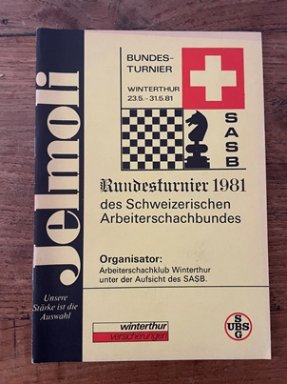 Jelmoli
Unsere
Stärke ist die
Auswahl
BUNDES-
TURNIER
WINTERTHUR
23.5.-31.5.81
SASB
Bundesturnier 1981
des Schweizerischen
Arbeiterschachbundes
Organisator:
Arbeiterschachklub Winterthur
unter der Aufsicht des SASB.
winterthur
versicherungen
SUBSG